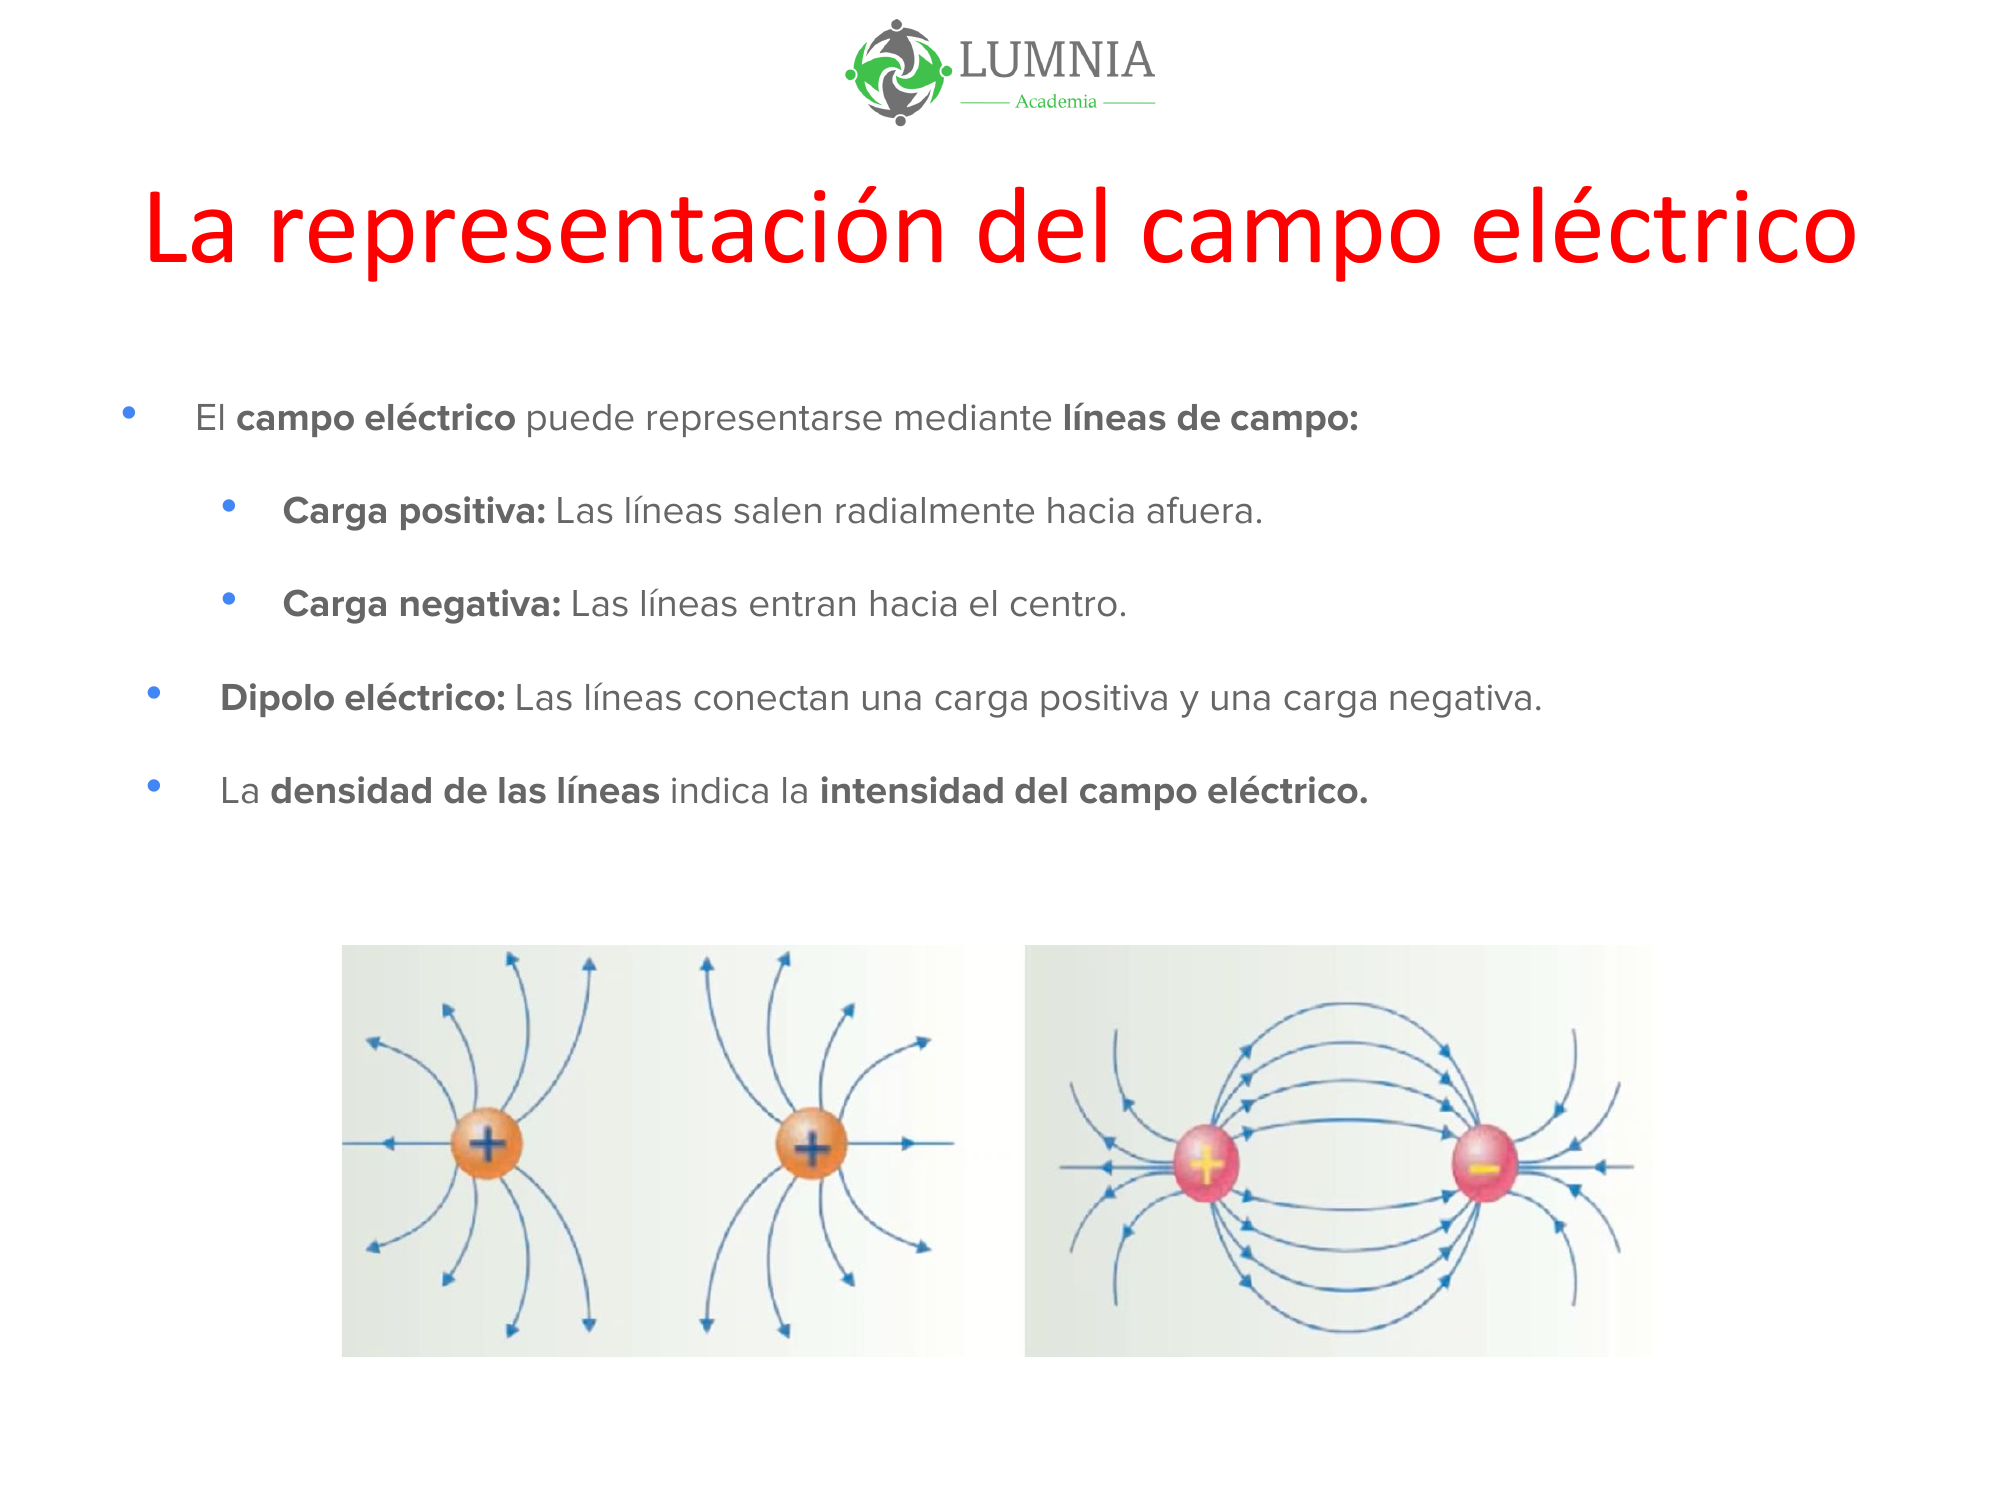 LUMNIA
Academia
La representación del campo eléctrico
• El campo eléctrico puede representarse mediante líneas de campo:
• Carga positiva: Las líneas salen radialmente hacia afuera.
• Carga negativa: Las líneas entran hacia el centro.
• Dipolo eléctrico: Las líneas conectan una carga positiva y una carga negativa.
• La densidad de las líneas indica la intensidad del campo eléctrico.
+ +
+ −